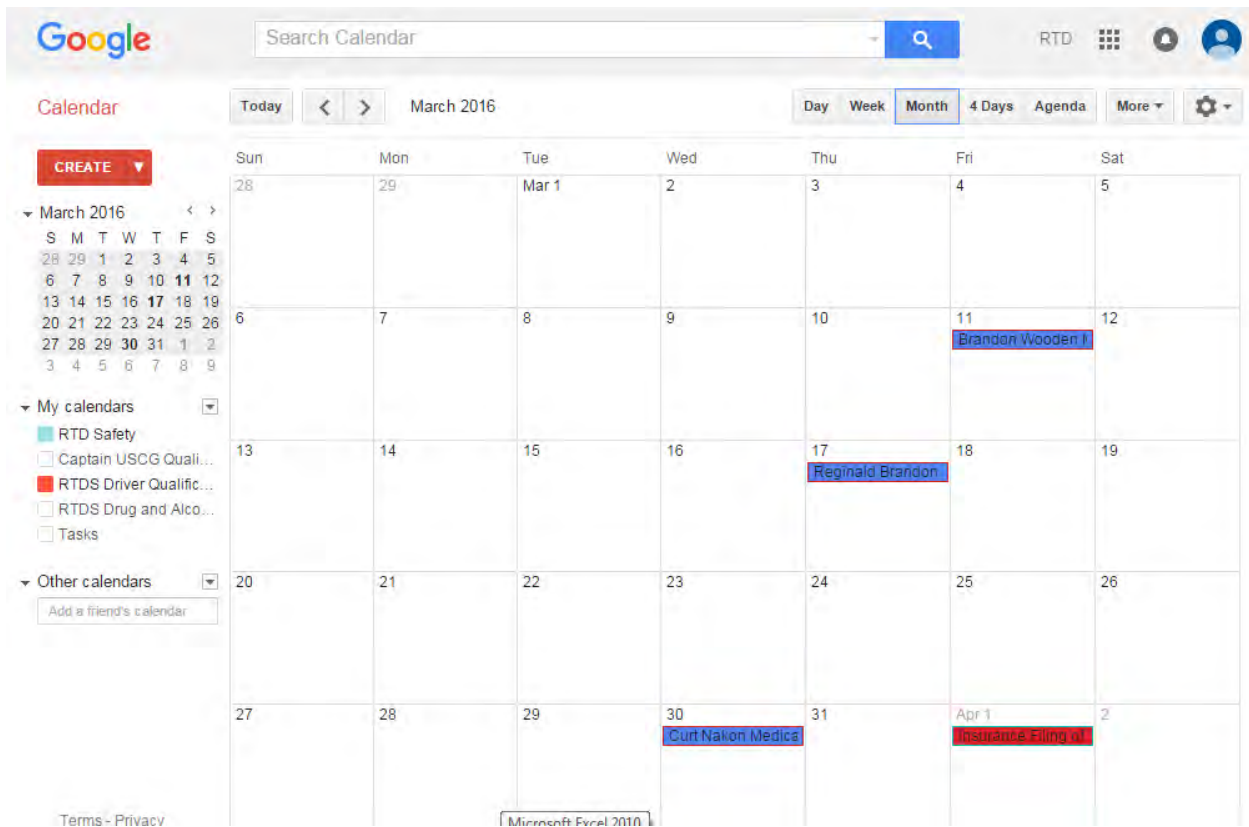 Google Search Calendar RTD
Calendar Today March 2016 Day Week Month 4 Days Agenda More
CREATE
Sun Mon Tue Wed Thu Fri Sat
28 29 Mar 1 2 3 4 5
March 2016
S M T W T F S
28 29 1 2 3 4 5
6 7 8 9 10 11 12
13 14 15 16 17 18 19
20 21 22 23 24 25 26
27 28 29 30 31 1 2
3 4 5 6 7 8 9
6 7 8 9 10 11 12
Brandon Wooden
My calendars
RTD Safety
Captain USCG Quali...
RTDS Driver Qualific...
RTDS Drug and Alco...
Tasks
13 14 15 16 17 18 19
Reginald Brandon
Other calendars
Add a friend's calendar
20 21 22 23 24 25 26
27 28 29 30 31 Apr 1 2
Curt Nakon Medica Insurance Filing of
Terms - Privacy
Microsoft Excel 2010